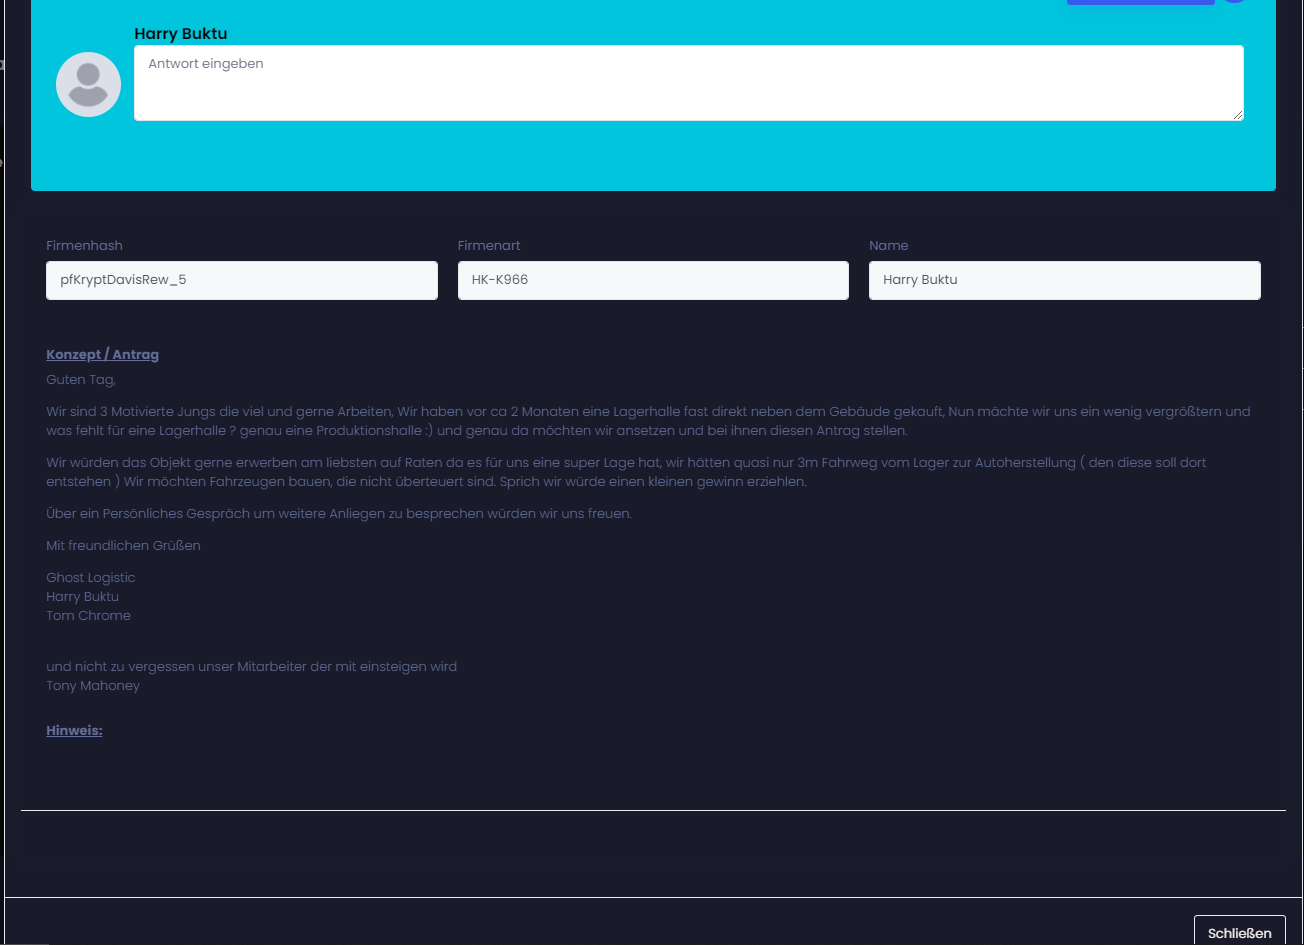 Harry Buktu
Antwort eingeben
Firmenhash
Firmenart
Name
pfKryptDavisRew_5
HK-K966
Harry Buktu
Konzept / Antrag
Guten Tag,
Wir sind 3 Motivierte Jungs die viel und gerne Arbeiten, Wir haben vor ca 2 Monaten eine Lagerhalle fast direkt neben dem Gebäude gekauft, Nun mächte wir uns ein wenig vergrößtern und
was fehlt für eine Lagerhalle ? genau eine Produktionshalle :) und genau da möchten wir ansetzen und bei ihnen diesen Antrag stellen.
Wir würden das Objekt gerne erwerben am liebsten auf Raten da es für uns eine super Lage hat, wir hätten quasi nur 3m Fahrweg vom Lager zur Autoherstellung ( den diese soll dort
entstehen ) Wir möchten Fahrzeugen bauen, die nicht überteuert sind. Sprich wir würde einen kleinen gewinn erziehlen.
Über ein Persönliches Gespräch um weitere Anliegen zu besprechen würden wir uns freuen.
Mit freundlichen Grüßen
Ghost Logistic
Harry Buktu
Tom Chrome
und nicht zu vergessen unser Mitarbeiter der mit einsteigen wird
Tony Mahoney
Hinweis:
Schließen